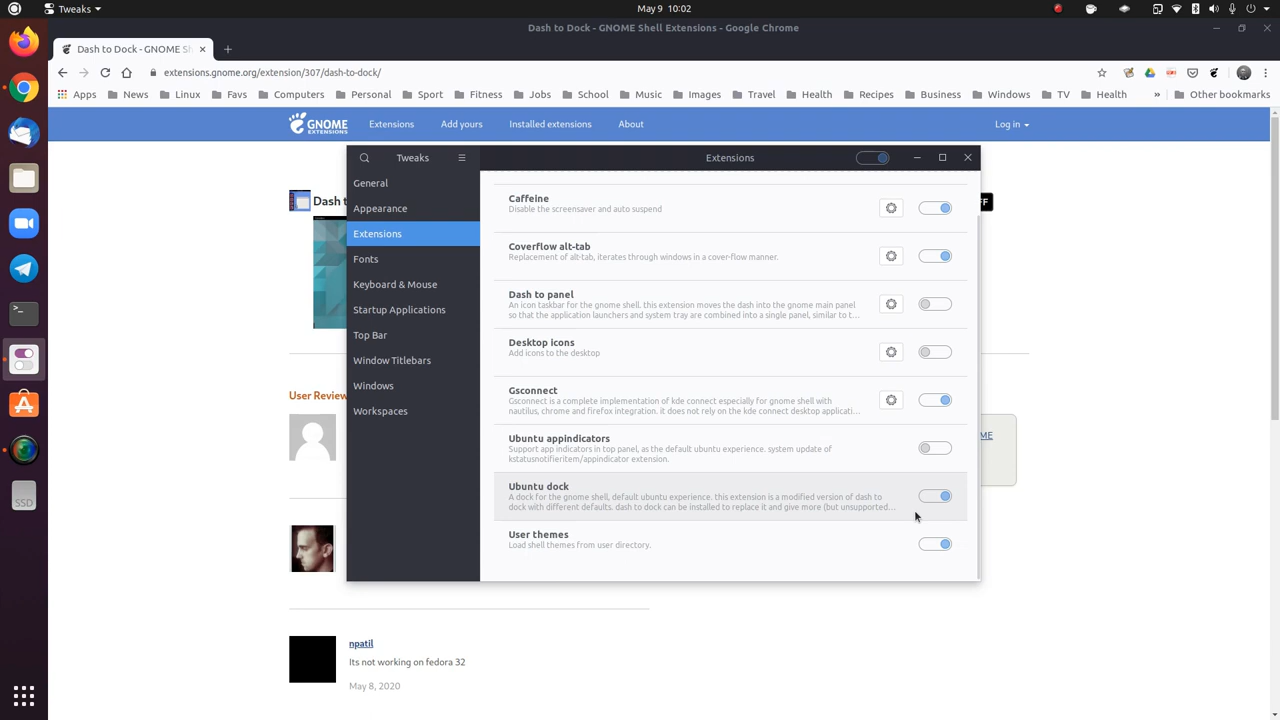 Tweaks
May 9 15:50
Dash to Dock - GNOME Shell Extensions - Google Chrome
Dash to Dock - GNOME Sh
extensions.gnome.org/extension/307/dash-to-dock/
Apps News Linux Favs Computers Personal Sport Fitness Jobs School Music Images Travel Health Recipes Business Windows TV Health » Other bookmarks
GNOME EXTENSIONS Extensions Add yours Installed extensions About Log in
Dash t
FF
User Review
ME
npatil
Its not working on fedora 32
May 8, 2020
Tweaks
Extensions
General
Appearance
Extensions
Fonts
Keyboard & Mouse
Startup Applications
Top Bar
Window Titlebars
Windows
Workspaces
Caffeine
Disable the screensaver and auto suspend
Coverflow alt-tab
Replacement of alt-tab, iterates through windows in a cover-flow manner.
Dash to panel
An icon taskbar for the gnome shell. this extension moves the dash into the gnome main panel
so that the application launchers and system tray are combined into a single panel, similar to t…
Desktop icons
Add icons to the desktop
Gsconnect
Gsconnect is a complete implementation of kde connect especially for gnome shell with
nautilus, chrome and firefox integration. it does not rely on the kde connect desktop applicati…
Ubuntu appindicators
Support app indicators in top panel, as the default ubuntu experience. system update of
kstatusnotifieritem/appindicator extension.
Ubuntu dock
A dock for the gnome shell, default ubuntu experience. this extension is a modified version of dash to
dock with different defaults. dash to dock can be installed to replace it and give more (but unsupported…
User themes
Load shell themes from user directory.
SSD